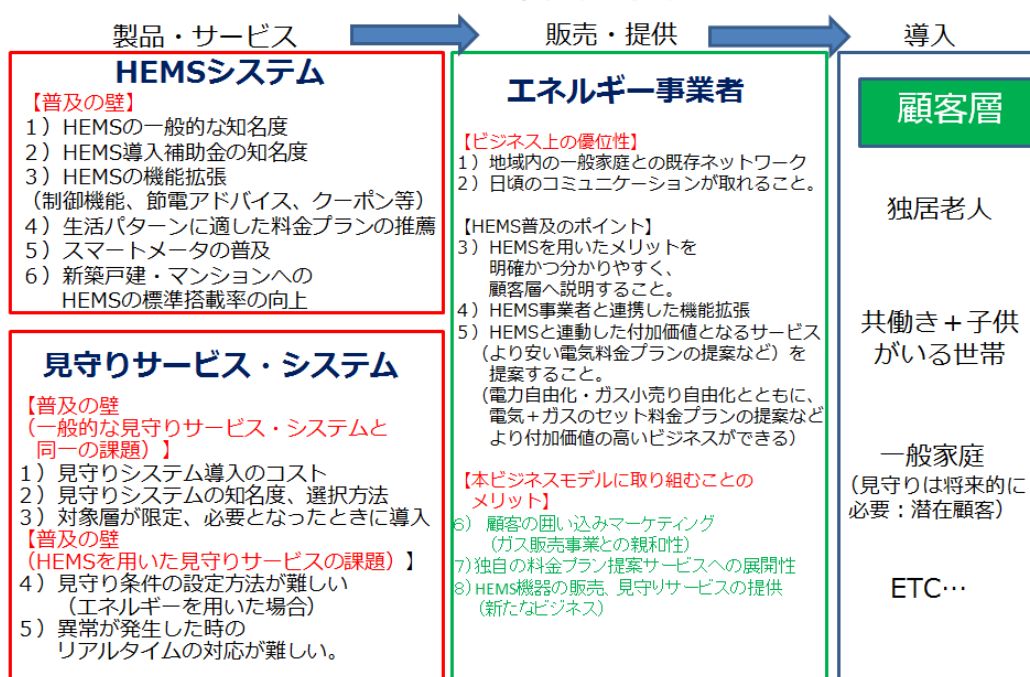 製品・サービス
販売・提供
導入
HEMSシステム
【普及の壁】
1）HEMSの一般的な知名度
2）HEMS導入補助金の知名度
3）HEMSの機能拡張
（制御機能、節電アドバイス、クーポン等）
4）生活パターンに適した料金プランの推薦
5）スマートメータの普及
6）新築戸建・マンションへの
HEMSの標準搭載率の向上
見守りサービス・システム
【普及の壁
（一般的な見守りサービス・システムと
同一の課題）】
1）見守りシステム導入のコスト
2）見守りシステムの知名度、選択方法
3）対象層が限定、必要となったときに導入
【普及の壁
（HEMSを用いた見守りサービスの課題）】
4）見守り条件の設定方法が難しい
（エネルギーを用いた場合）
5）異常が発生した時の
リアルタイムの対応が難しい。
エネルギー事業者
【ビジネス上の優位性】
1）地域内の一般家庭との既存ネットワーク
2）日頃のコミュニケーションが取れること。
【HEMS普及のポイント】
3）HEMSを用いたメリットを
明確かつ分かりやすく、
顧客層へ説明すること。
4）HEMS事業者と連携した機能拡張
5）HEMSと連動した付加価値となるサービス
（より安い電気料金プランの提案など）を
提案すること。
（電力自由化・ガス小売り自由化とともに、
電気＋ガスのセット料金プランの提案など
より付加価値の高いビジネスができる）
【本ビジネスモデルに取り組むことの
メリット】
6） 顧客の囲い込みマーケティング
（ガス販売事業との親和性）
7）独自の料金プラン提案サービスへの展開性
8）HEMS機器の販売、見守りサービスの提供
（新たなビジネス）
顧客層
独居老人
共働き＋子供
がいる世帯
一般家庭
（見守りは将来的に
必要：潜在顧客）
ETC…